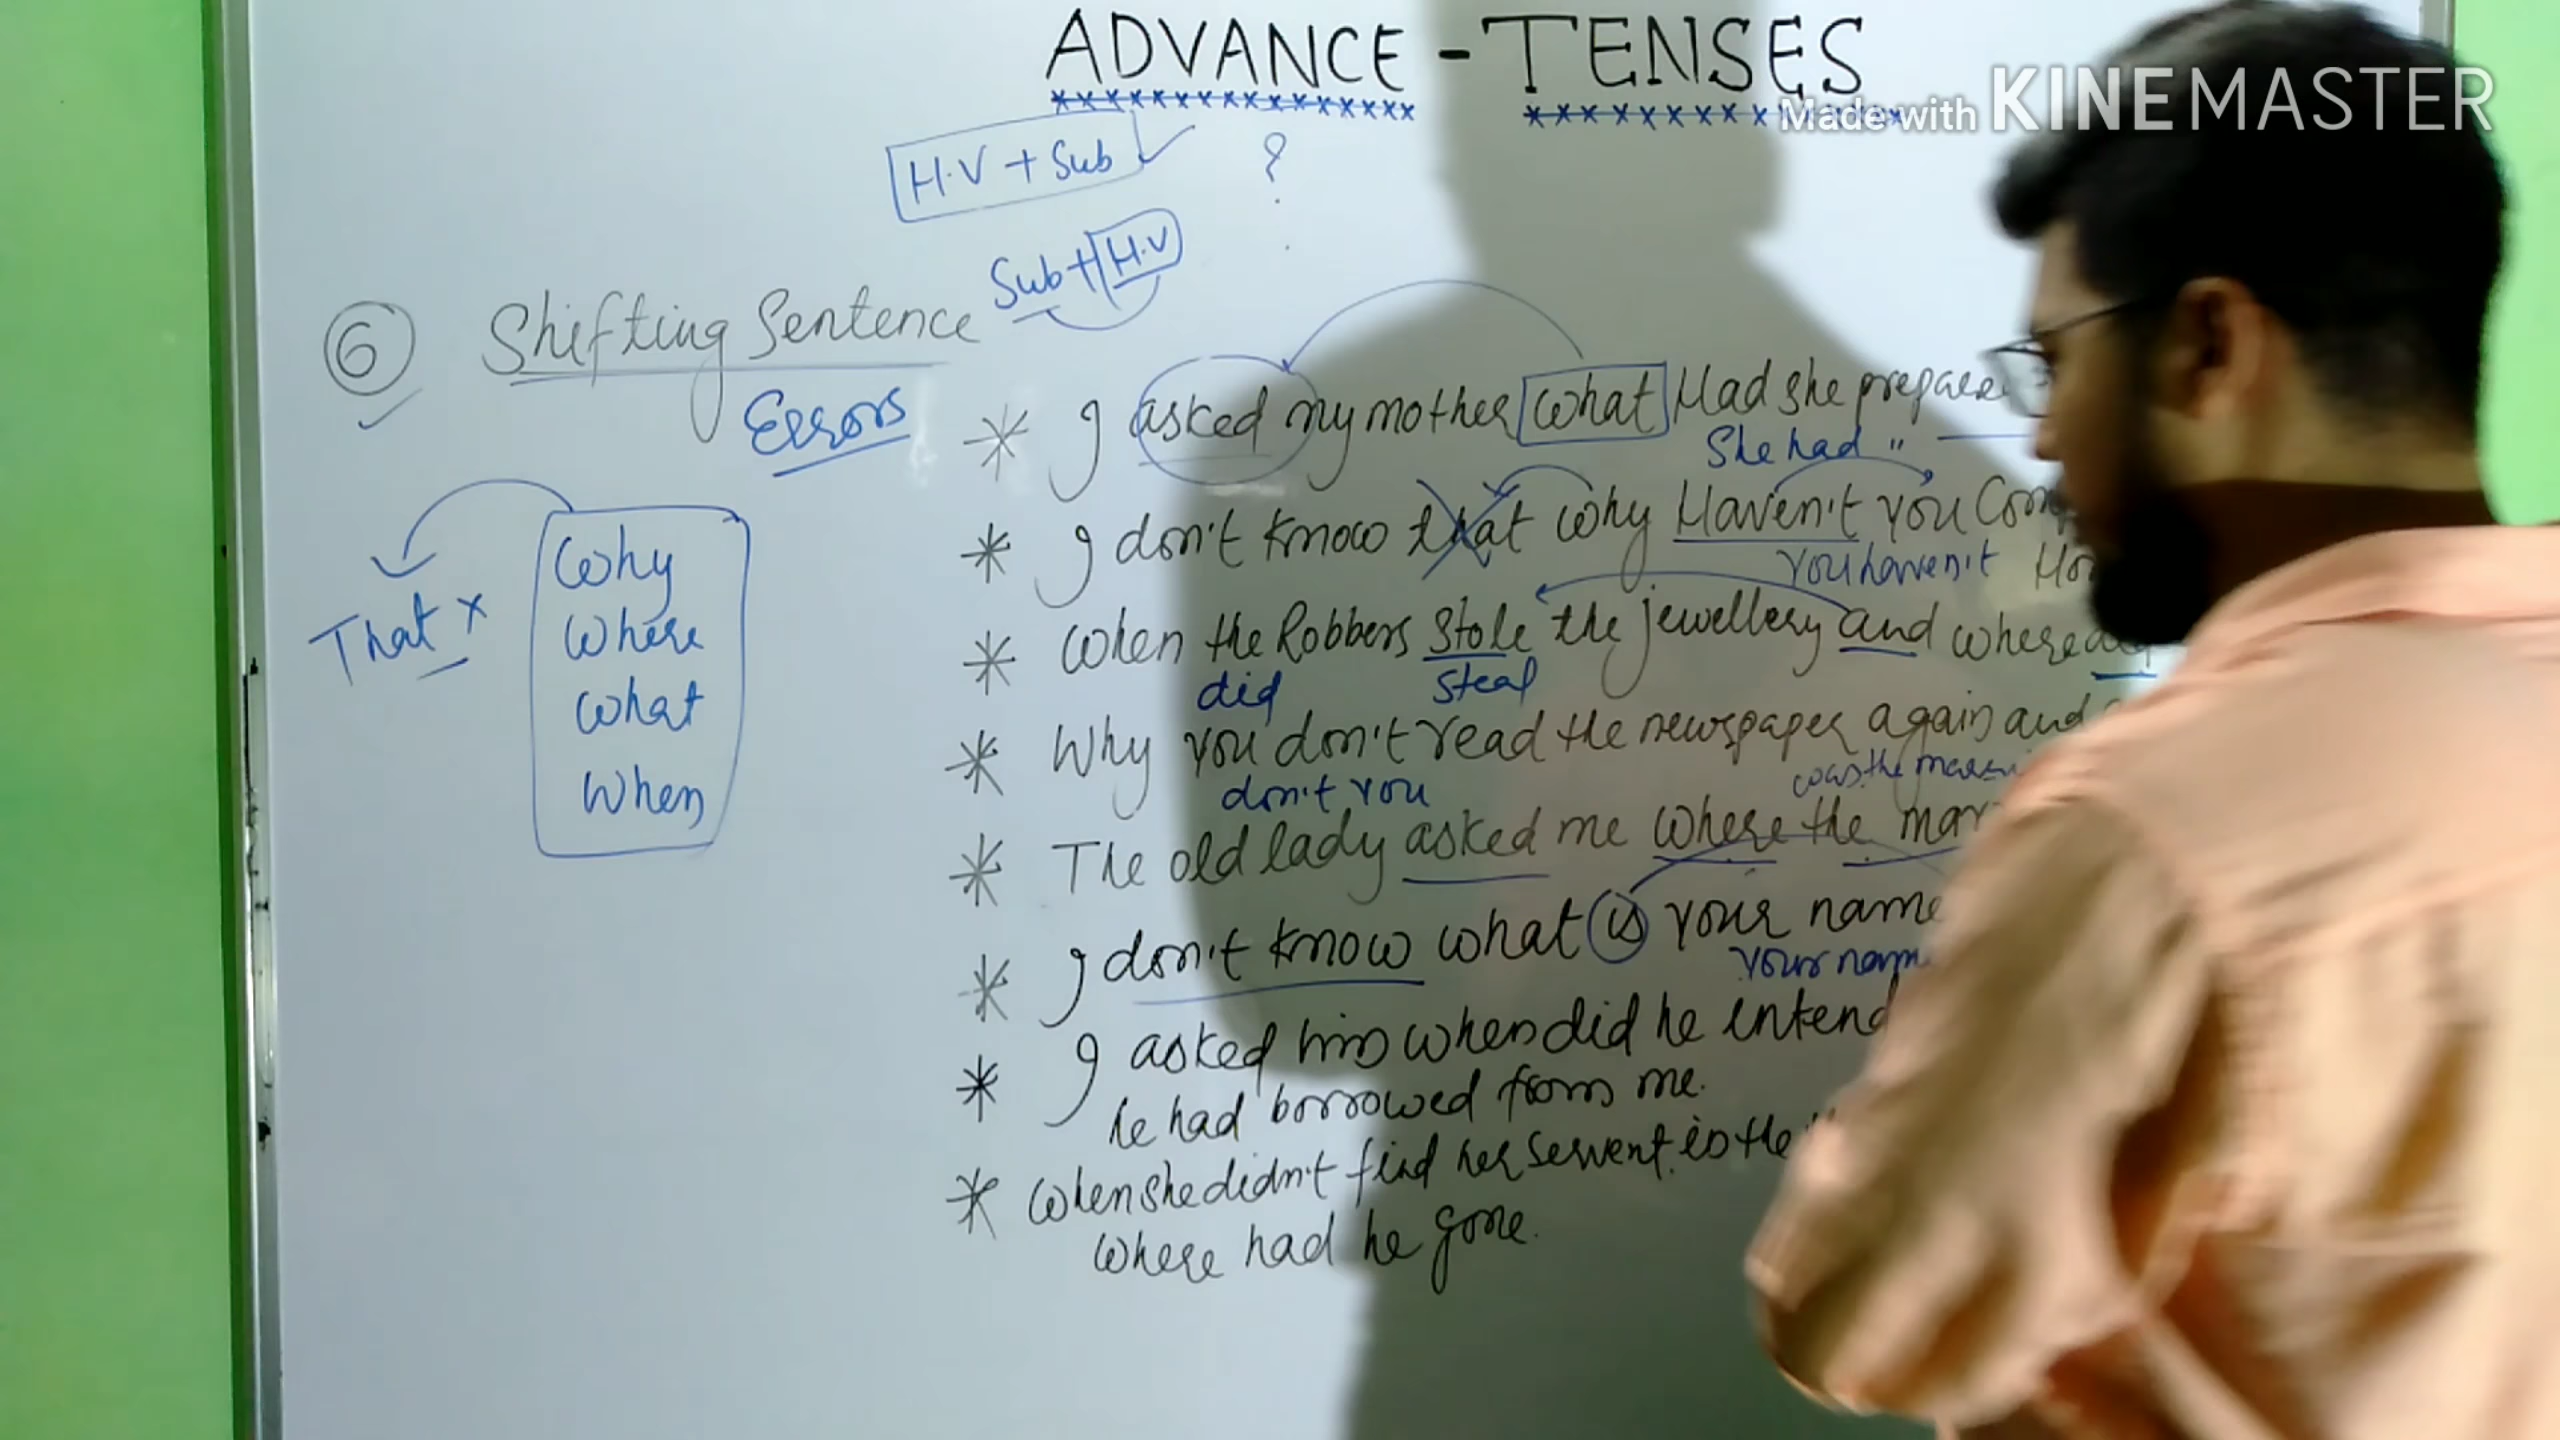 ADVANCE - TENSES
Made with KINEMASTER
H.V + Sub ?
Sub + H.V
6 Shifting Sentence
Errors
* I asked my mother what Had she
She had "
* I don't know that why Haven't you
You haven't
* When the Robbers Stole the jewellery and where did
did steal
* Why you don't read the newspaper again and
don't you was the
* The old lady asked me where the
* I don't know what is your name
your name
* I asked him when did he intend
he had borrowed from me.
* When she didn't find her servent in the
where had he gone.
That x
Why
Where
What
When